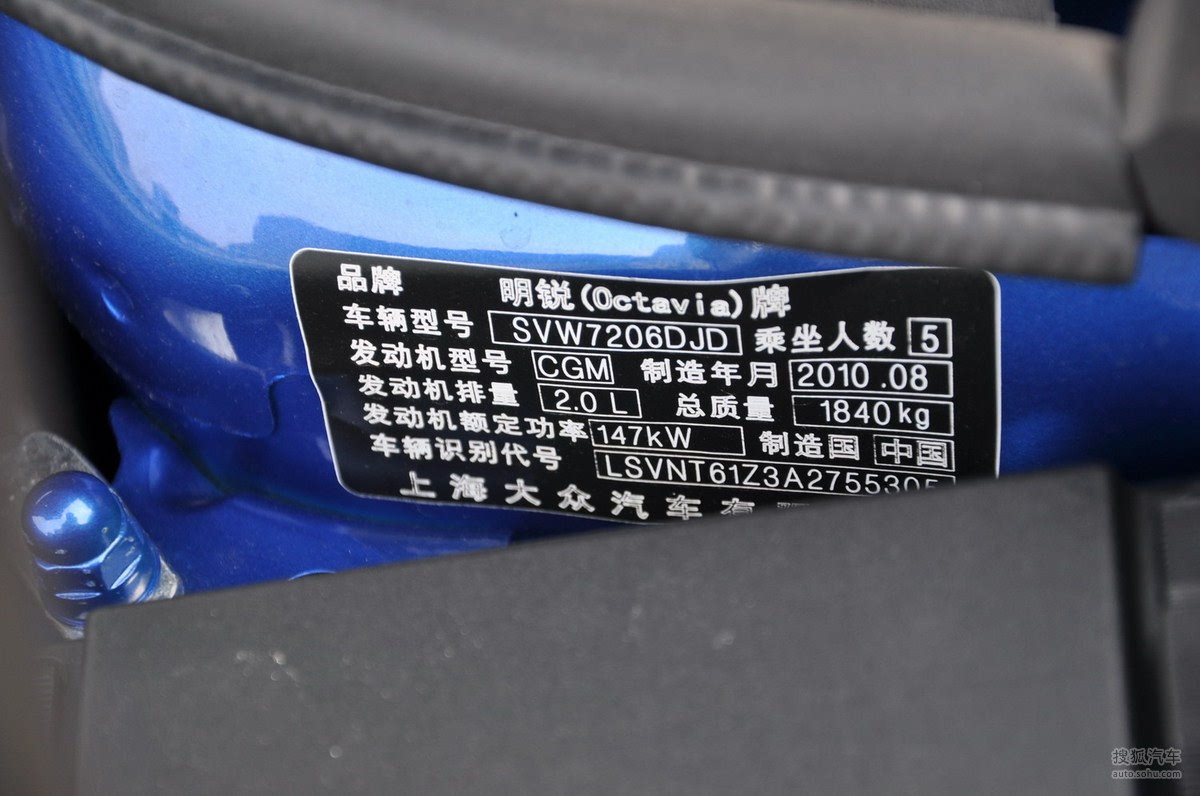 品牌 明锐(Octavia)牌
车辆型号 SVW7206DJD 乘坐人数 5
发动机型号 CGM 制造年月 2010.08
发动机排量 2.0 L 总质量 1840kg
发动机额定功率 147kW 制造国 中国
车辆识别代号 LSVNT61Z3A2755305
上海大众汽车有
搜狐汽车
auto.sohu.com